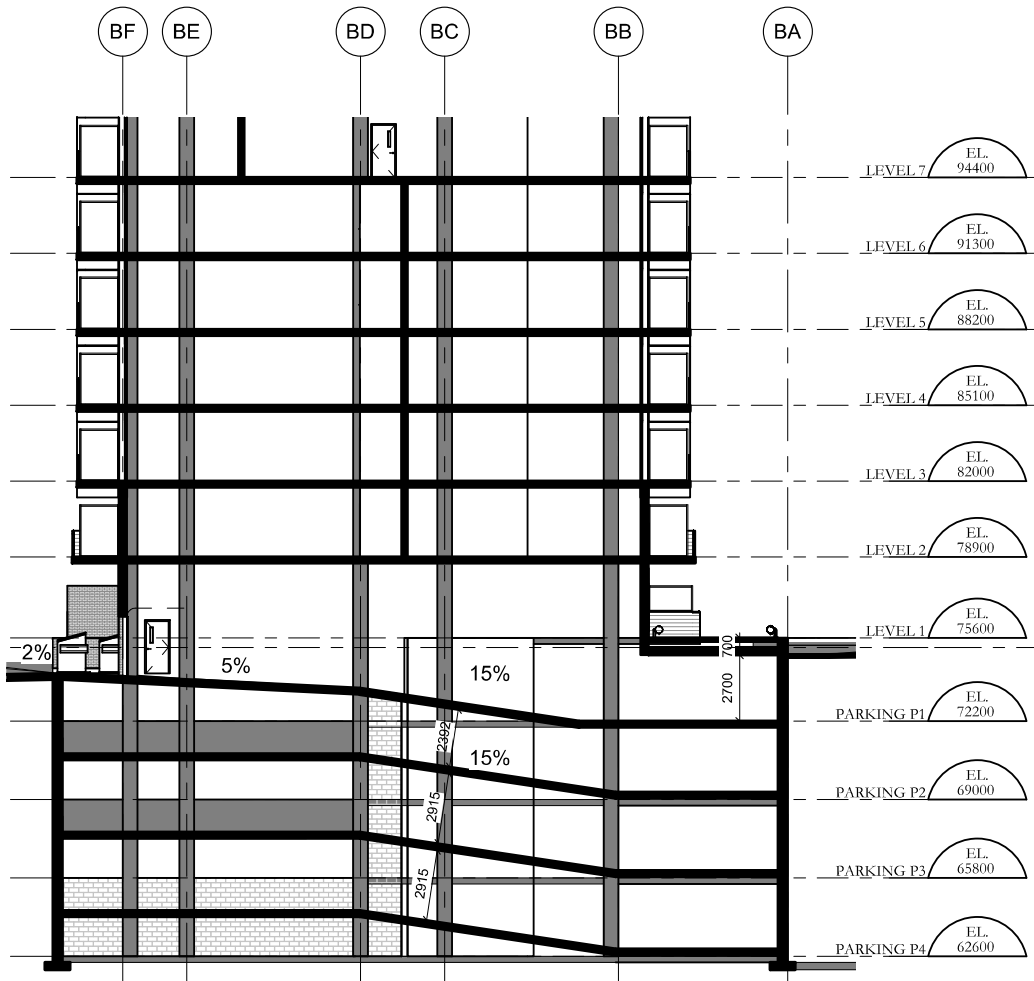 BF BE BD BC BB BA
LEVEL 7
EL.
94400
LEVEL 6
EL.
91300
LEVEL 5
EL.
88200
LEVEL 4
EL.
85100
LEVEL 3
EL.
82000
LEVEL 2
EL.
78900
LEVEL 1
EL.
75600
2%
5%
15%
700
2700
PARKING P1
EL.
72200
2392
15%
PARKING P2
EL.
69000
2915
PARKING P3
EL.
65800
2915
PARKING P4
EL.
62600